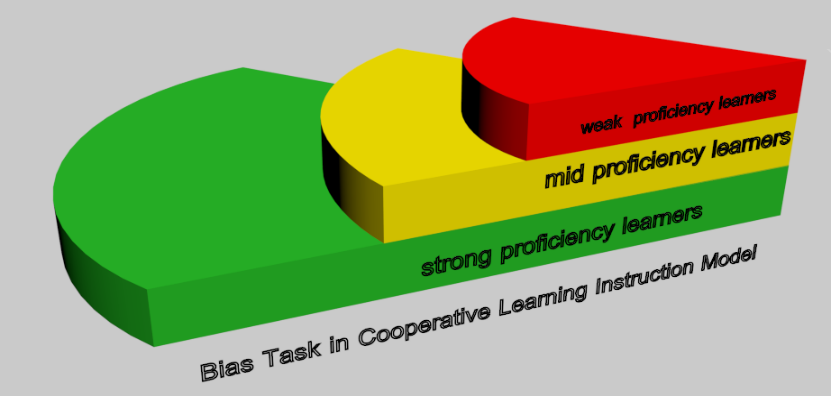 weak proficiency learners
mid proficiency learners
strong proficiency learners
Bias Task in Cooperative Learning Instruction Model